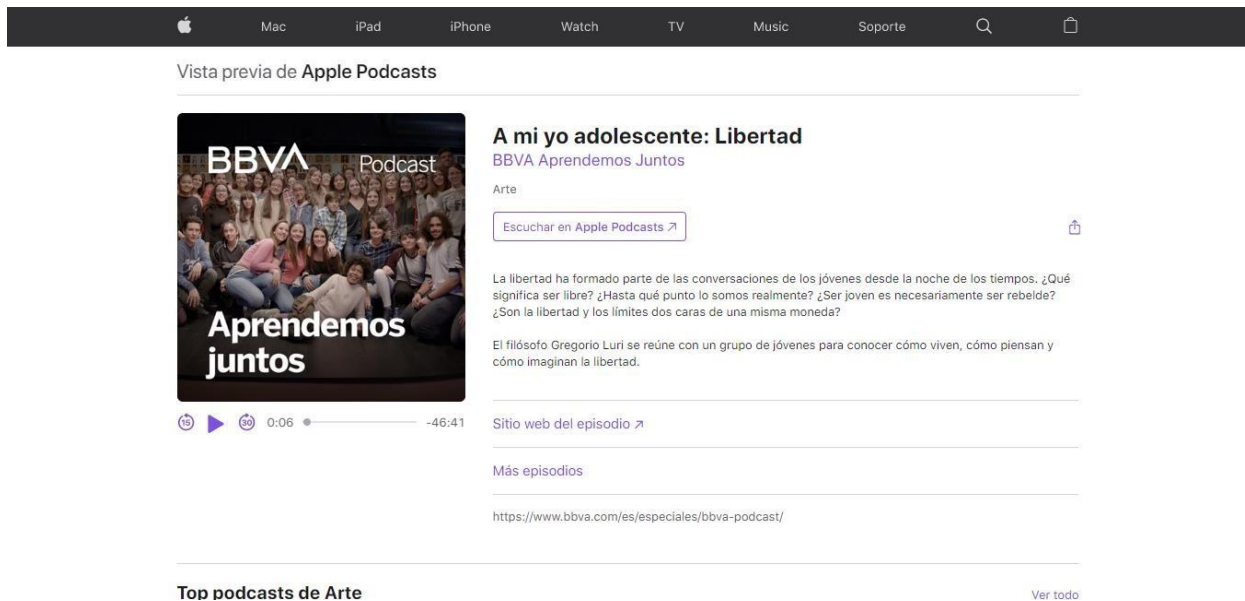 Mac iPad iPhone Watch TV Music Soporte
Vista previa de Apple Podcasts
BBVA Podcast
Aprendemos
juntos
15 30 0:06 -46:41
A mi yo adolescente: Libertad
BBVA Aprendemos Juntos
Arte
Escuchar en Apple Podcasts ↗
La libertad ha formado parte de las conversaciones de los jóvenes desde la noche de los tiempos. ¿Qué
significa ser libre? ¿Hasta qué punto lo somos realmente? ¿Ser joven es necesariamente ser rebelde?
¿Son la libertad y los límites dos caras de una misma moneda?
El filósofo Gregorio Luri se reúne con un grupo de jóvenes para conocer cómo viven, cómo piensan y
cómo imaginan la libertad.
Sitio web del episodio ↗
Más episodios
https://www.bbva.com/es/especiales/bbva-podcast/
Top podcasts de Arte Ver todo